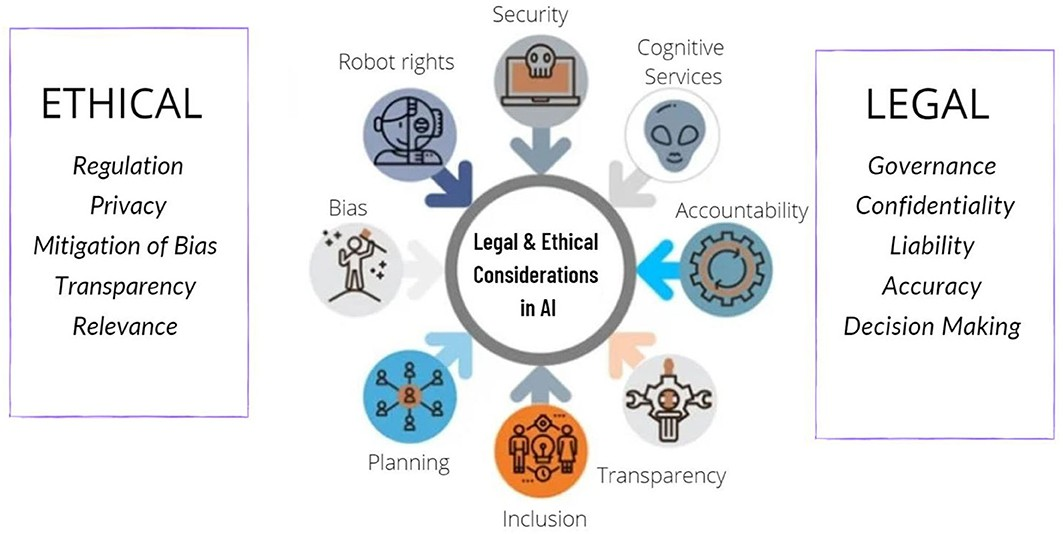 ETHICAL
Regulation
Privacy
Mitigation of Bias
Transparency
Relevance
Security
Robot rights
Cognitive
Services
Bias
Accountability
Legal & Ethical
Considerations
in AI
Planning
Transparency
Inclusion
LEGAL
Governance
Confidentiality
Liability
Accuracy
Decision Making